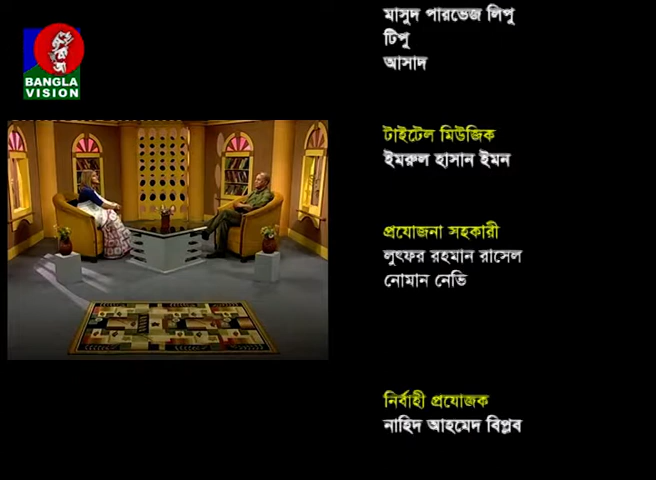 BANGLA
VISION
মাসুদ পারভেজ লিপু
টিপু
আসাদ
টাইটেল মিউজিক
ইমরুল হাসান ইমন
প্রযোজনা সহকারী
লুৎফর রহমান রাসেল
নোমান নেভি
নির্বাহী প্রযোজক
নাহিদ আহমেদ বিপ্লব